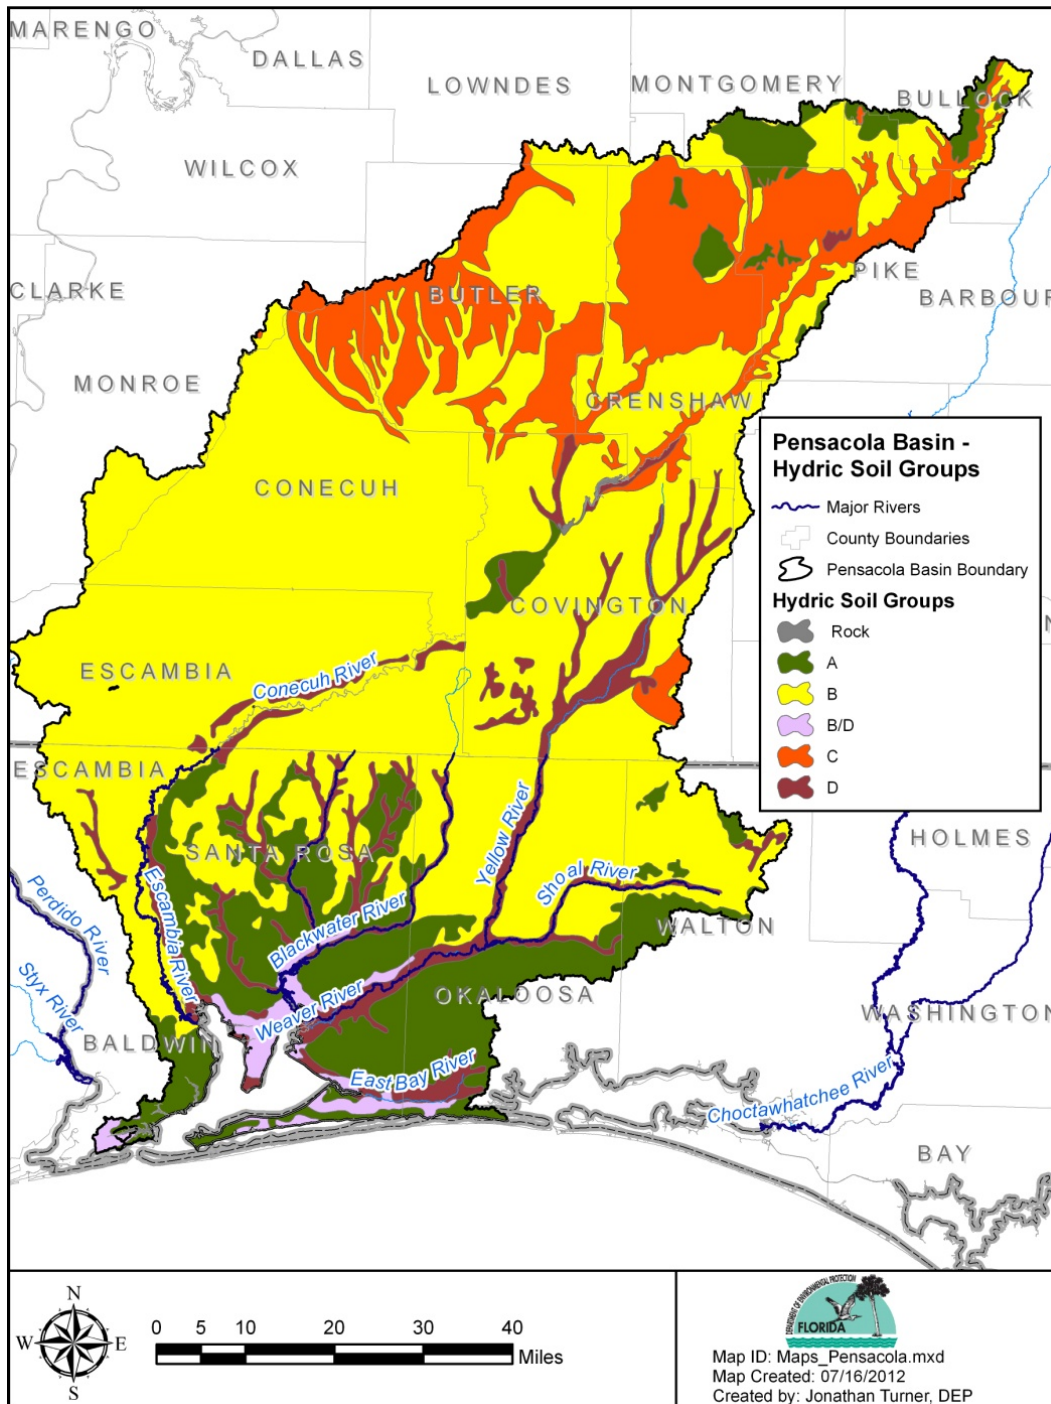 MARENGO
DALLAS
LOWNDES
MONTGOMERY
BULLOCK
WILCOX
CLARKE
BUTLER
PIKE
BARBOUR
MONROE
CRENSHAW
CONECUH
COVINGTON
ESCAMBIA
Conecuh River
ESCAMBIA
SANTA ROSA
Yellow River
Shoal River
HOLMES
Perdido River
Escambia River
Blackwater River
WALTON
Styx River
Weaver River
OKALOOSA
WASHINGTON
BALDWIN
East Bay River
Choctawhatchee River
BAY
Pensacola Basin -
Hydric Soil Groups
Major Rivers
County Boundaries
Pensacola Basin Boundary
Hydric Soil Groups
Rock
A
B
B/D
C
D
N
W E
S
0 5 10 20 30 40
Miles
DEPARTMENT OF ENVIRONMENTAL PROTECTION
FLORIDA
Map ID: Maps_Pensacola.mxd
Map Created: 07/16/2012
Created by: Jonathan Turner, DEP